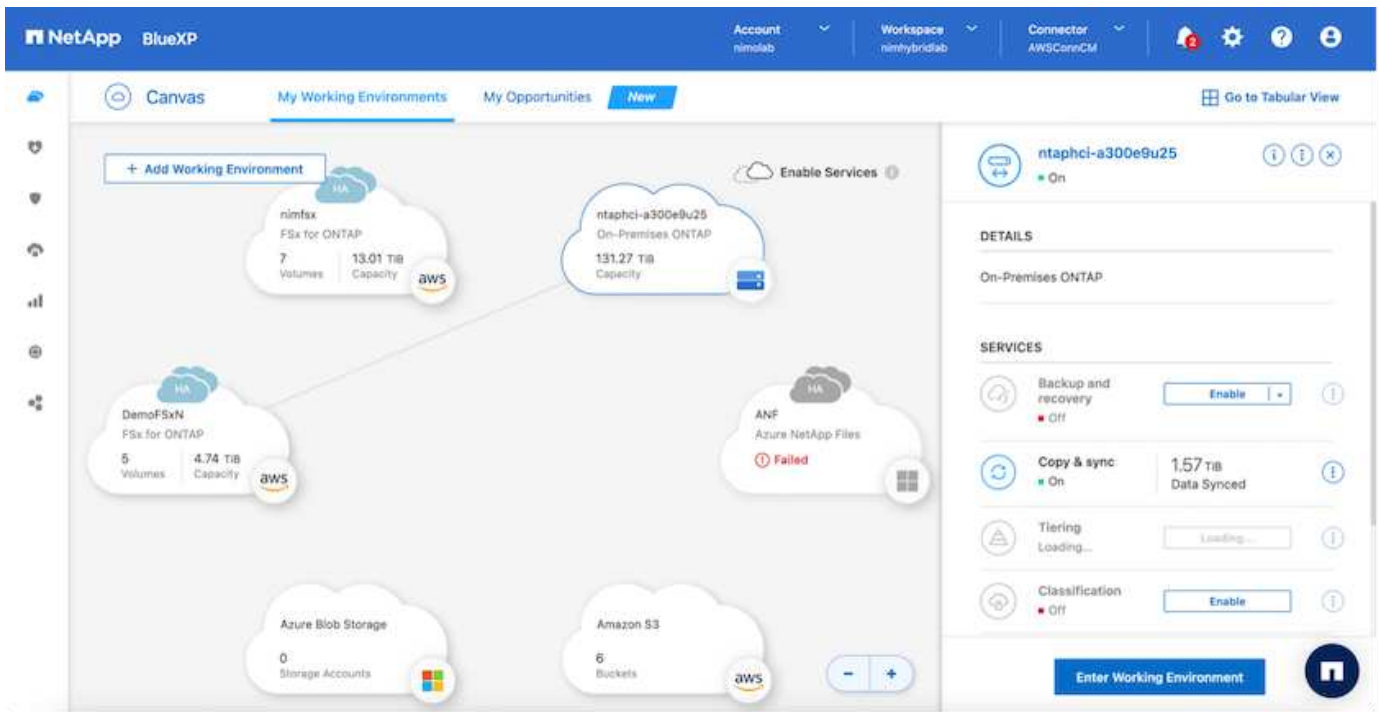 NetApp BlueXP
Account
nimolab
Workspace
nimhybridlab
Connector
AWSConnCM
2
Canvas
My Working Environments
My Opportunities
New
Go to Tabular View
+ Add Working Environment
Enable Services
HA
nimfsx
FSx for ONTAP
7
Volumes
13.01 TiB
Capacity
aws
ntaphci-a300e9u25
On-Premises ONTAP
131.27 TiB
Capacity
HA
DemoFSxN
FSx for ONTAP
5
Volumes
4.74 TiB
Capacity
aws
HA
ANF
Azure NetApp Files
Failed
Azure Blob Storage
0
Storage Accounts
Amazon S3
6
Buckets
aws
- +
ntaphci-a300e9u25
On
DETAILS
On-Premises ONTAP
SERVICES
Backup and
recovery
Off
Enable
Copy & sync
On
1.57 TiB
Data Synced
Tiering
Loading...
Loading...
Classification
Off
Enable
Enter Working Environment